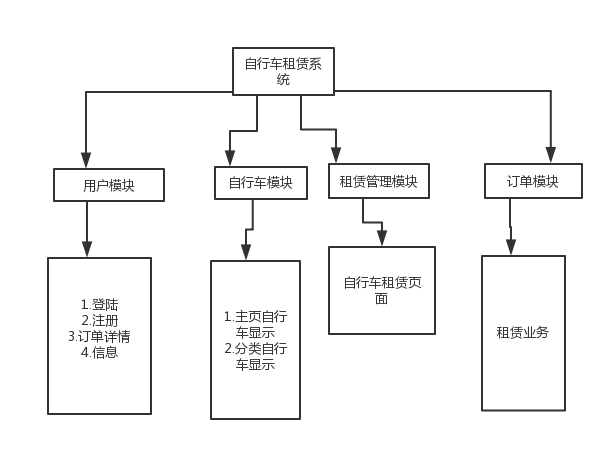 自行车租赁系
统
用户模块
自行车模块
租赁管理模块
订单模块
1.登陆
2.注册
3.订单详情
4.信息
1.主页自行
车显示
2.分类自行
车显示
自行车租赁页
面
租赁业务